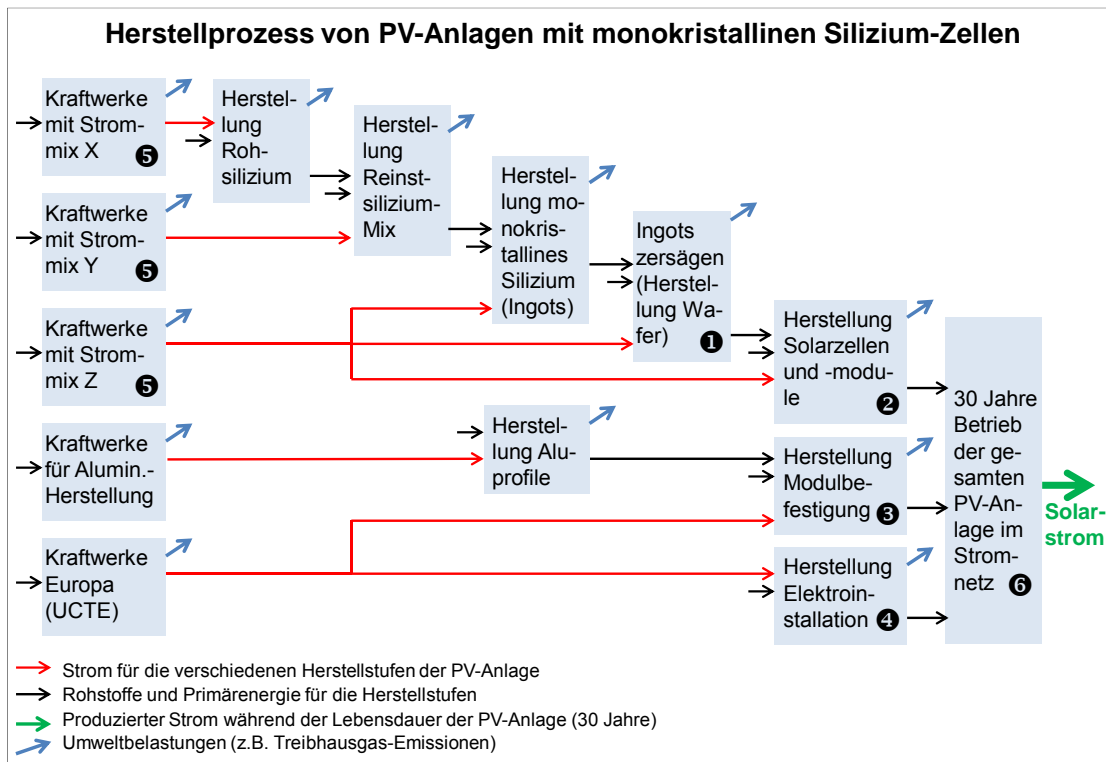 Herstellprozess von PV-Anlagen mit monokristallinen Silizium-Zellen
Kraftwerke
mit Strom-
mix X ❺
Herstel-
lung
Roh-
silizium
Herstel-
lung
Reinst-
silizium-
Mix
Kraftwerke
mit Strom-
mix Y ❺
Herstel-
lung mo-
nokris-
tallines
Silizium
(Ingots)
Ingots
zersägen
(Herstel-
lung Wa-
fer) ❶
Kraftwerke
mit Strom-
mix Z ❺
Herstellung
Solarzellen
und -modu-
le ❷
Kraftwerke
für Alumin.-
Herstellung
Herstel-
lung Alu-
profile
Herstellung
Modulbe-
festigung ❸
Kraftwerke
Europa
(UCTE)
Herstellung
Elektroin-
stallation ❹
30 Jahre
Betrieb
der ge-
samten
PV-An-
lage im
Strom-
netz ❻
Solar-
strom
Strom für die verschiedenen Herstellstufen der PV-Anlage
Rohstoffe und Primärenergie für die Herstellstufen
Produzierter Strom während der Lebensdauer der PV-Anlage (30 Jahre)
Umweltbelastungen (z.B. Treibhausgas-Emissionen)